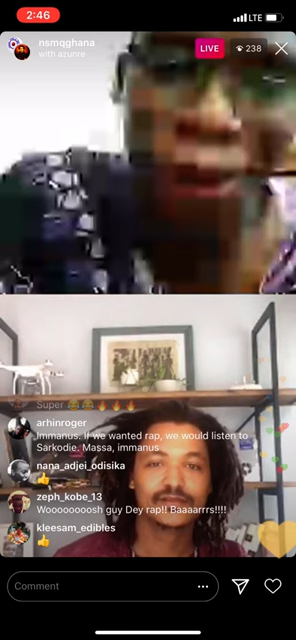 2:46
LTE
nsmqghana
with azunre
LIVE
238
Super 😂😂🔥🔥🔥
arhinroger
Immanus. If we wanted rap, we would listen to
Sarkodie. Massa, immanus
nana_adjei_odisika
👍
zeph_kobe_13
Woooooooosh guy Dey rap!! Baaaarrrs!!!!
kleesam_edibles
👍
Comment